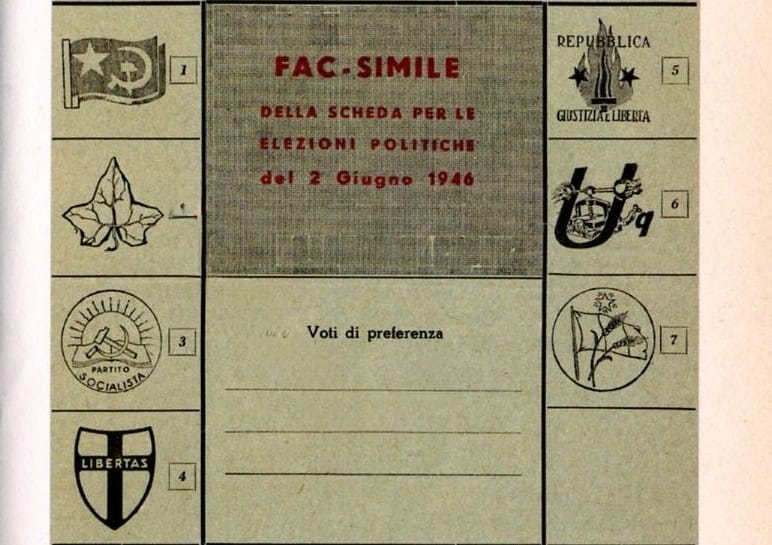 1
3
PARTITO
SOCIALISTA
LIBERTAS
4
FAC-SIMILE
DELLA SCHEDA PER LE
ELEZIONI POLITICHE
del 2 Giugno 1946
Voti di preferenza
REPUBBLICA
GIUSTIZIA E LIBERTA
5
U
q
6
7